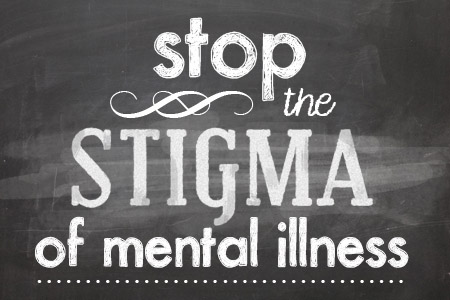 stop
the
STIGMA
of mental illness